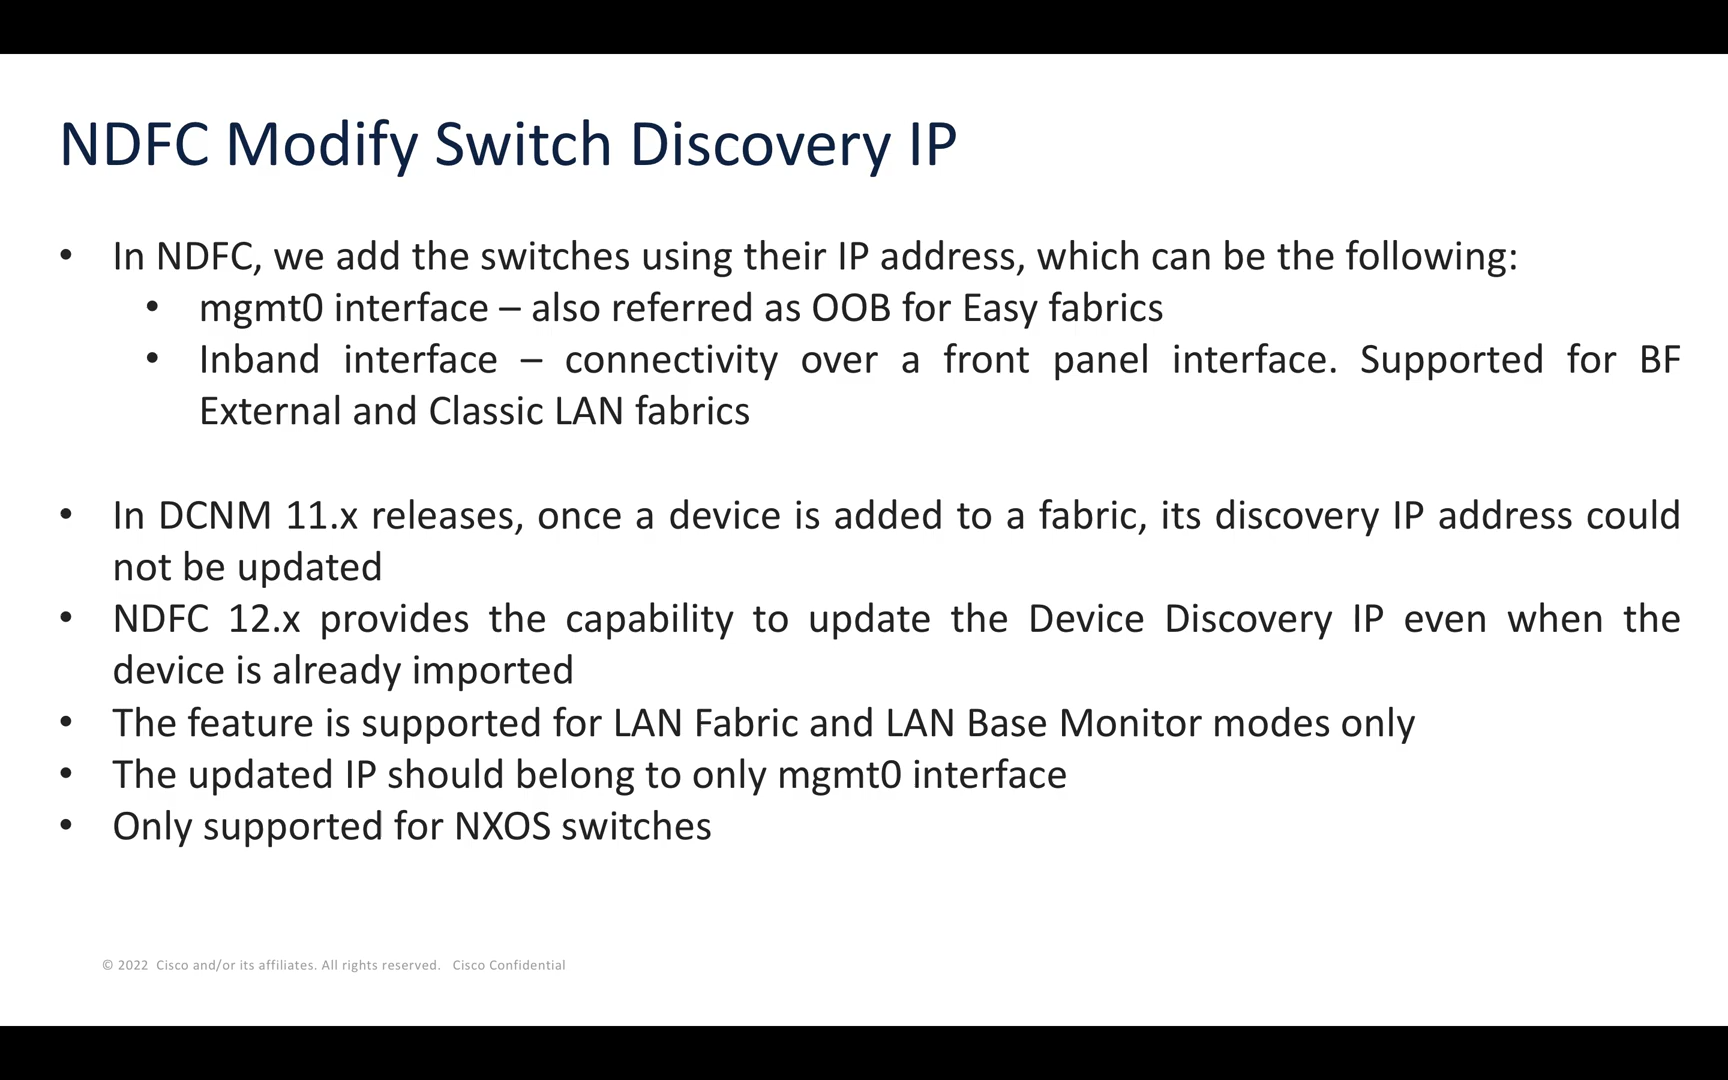 NDFC Modify Switch Discovery IP
• In NDFC, we add the switches using their IP address, which can be the following:
• mgmt0 interface – also referred as OOB for Easy fabrics
• Inband interface – connectivity over a front panel interface. Supported for BF
External and Classic LAN fabrics
• In DCNM 11.x releases, once a device is added to a fabric, its discovery IP address could
not be updated
• NDFC 12.x provides the capability to update the Device Discovery IP even when the
device is already imported
• The feature is supported for LAN Fabric and LAN Base Monitor modes only
• The updated IP should belong to only mgmt0 interface
• Only supported for NXOS switches
© 2022 Cisco and/or its affiliates. All rights reserved. Cisco Confidential